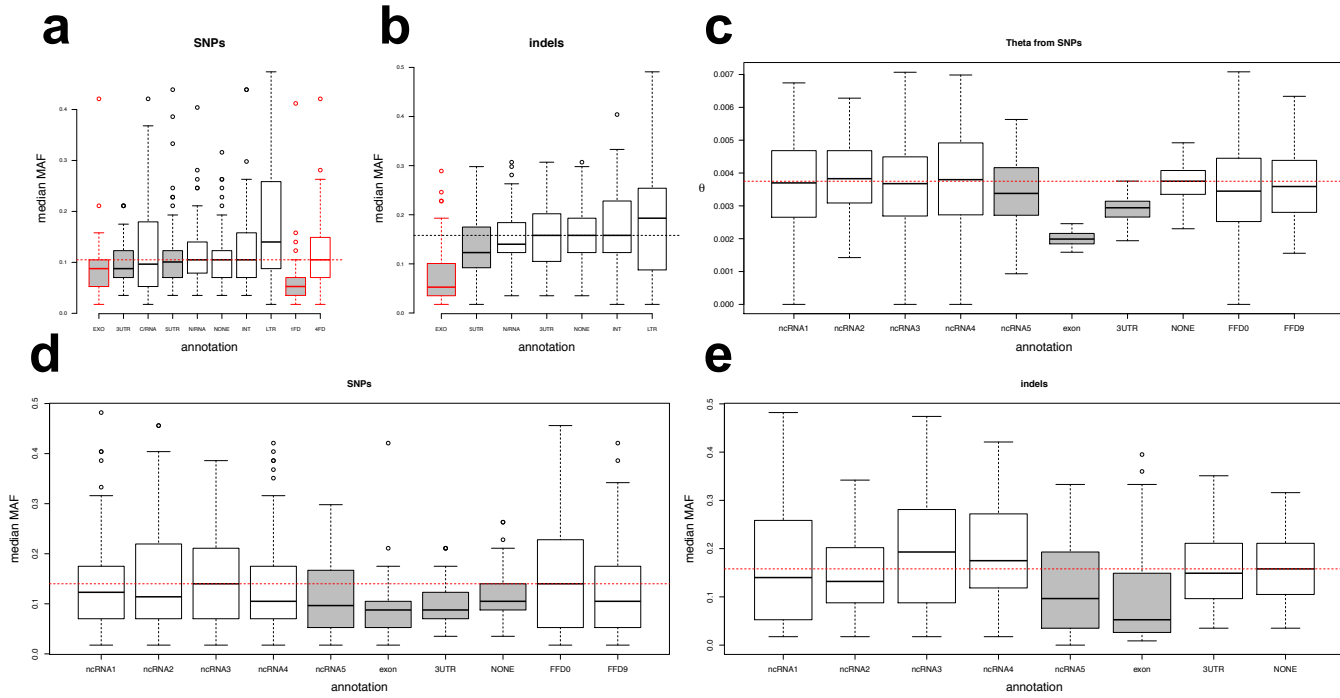 a
SNPs
median MAF
0.0
0.1
0.2
0.3
0.4
EXO 3UTR C/RNA 5UTR N/RNA NONE INT LTR 1FD 4FD
annotation
b
indels
median MAF
0.0
0.1
0.2
0.3
0.4
0.5
EXO 5UTR N/RNA 3UTR NONE INT LTR
annotation
c
Theta from SNPs
θ
0.000
0.001
0.002
0.003
0.004
0.005
0.006
0.007
ncRNA1 ncRNA2 ncRNA3 ncRNA4 ncRNA5 exon 3UTR NONE FFD0 FFD9
annotation
d
SNPs
median MAF
0.0
0.1
0.2
0.3
0.4
0.5
ncRNA1 ncRNA2 ncRNA3 ncRNA4 ncRNA5 exon 3UTR NONE FFD0 FFD9
annotation
e
indels
median MAF
0.0
0.1
0.2
0.3
0.4
0.5
ncRNA1 ncRNA2 ncRNA3 ncRNA4 ncRNA5 exon 3UTR NONE
annotation